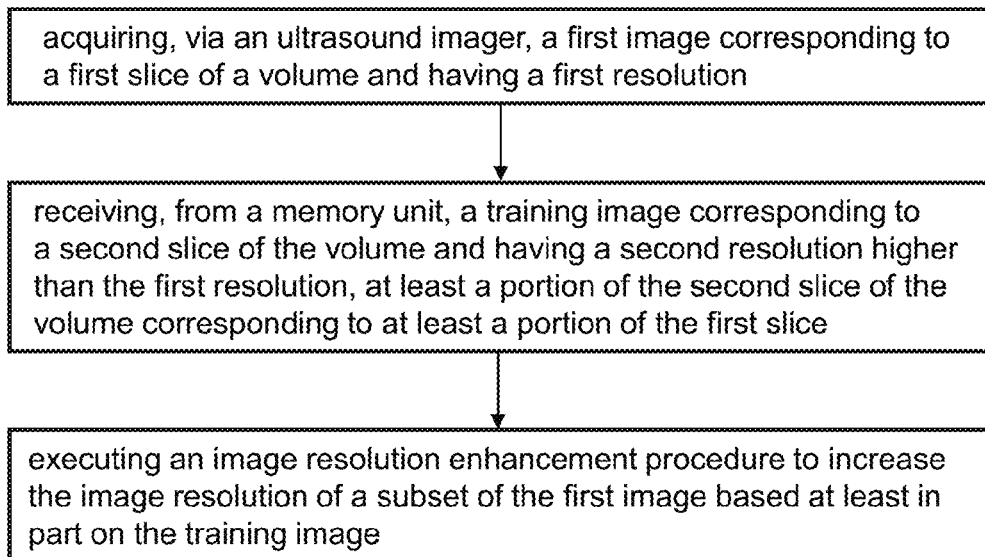 acquiring, via an ultrasound imager, a first image corresponding to
a first slice of a volume and having a first resolution
receiving, from a memory unit, a training image corresponding to
a second slice of the volume and having a second resolution higher
than the first resolution, at least a portion of the second slice of the
volume corresponding to at least a portion of the first slice
executing an image resolution enhancement procedure to increase
the image resolution of a subset of the first image based at least in
part on the training image